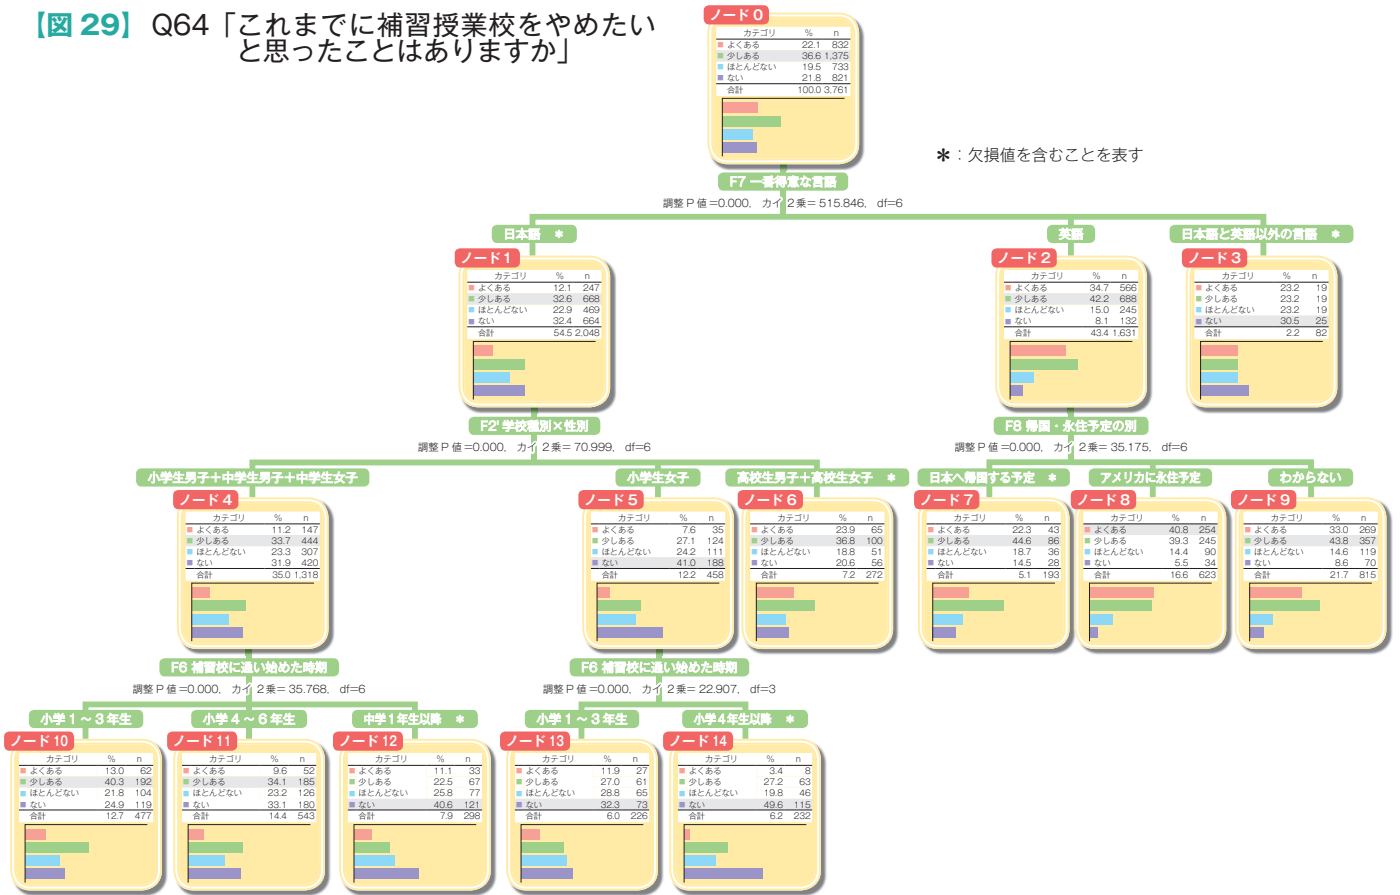 【図 29】 Q64「これまでに補習授業校をやめたい
と思ったことはありますか」
ノード 0
カテゴリ % n
よくある 22.1 832
少しある 36.6 1,375
ほとんどない 19.5 733
ない 21.8 821
合計 100.0 3,761
＊：欠損値を含むことを表す
F7 一番得意な言語
調整 P 値 =0.000, カイ 2乗= 515.846, df=6
日本語 ＊
英語
日本語と英語以外の言語 ＊
ノード 1
カテゴリ % n
よくある 12.1 247
少しある 32.6 668
ほとんどない 22.9 469
ない 32.4 664
合計 54.5 2,048
ノード 2
カテゴリ % n
よくある 34.7 566
少しある 42.2 688
ほとんどない 15.0 245
ない 8.1 132
合計 43.4 1,631
ノード 3
カテゴリ % n
よくある 23.2 19
少しある 23.2 19
ほとんどない 23.2 19
ない 30.5 25
合計 2.2 82
F2' 学校種別×性別
調整 P 値 =0.000, カイ 2乗= 70.999, df=6
F8 帰国・永住予定の別
調整 P 値 =0.000, カイ 2乗= 35.175, df=6
小学生男子＋中学生男子＋中学生女子
小学生女子
高校生男子＋高校生女子 ＊
日本へ帰国する予定 ＊
アメリカに永住予定
わからない
ノード 4
カテゴリ % n
よくある 11.2 147
少しある 33.7 444
ほとんどない 23.3 307
ない 31.9 420
合計 35.0 1,318
ノード 5
カテゴリ % n
よくある 7.6 35
少しある 27.1 124
ほとんどない 24.2 111
ない 41.0 188
合計 12.2 458
ノード 6
カテゴリ % n
よくある 23.9 65
少しある 36.8 100
ほとんどない 18.8 51
ない 20.6 56
合計 7.2 272
ノード 7
カテゴリ % n
よくある 22.3 43
少しある 44.6 86
ほとんどない 18.7 36
ない 14.5 28
合計 5.1 193
ノード 8
カテゴリ % n
よくある 40.8 254
少しある 39.3 245
ほとんどない 14.4 90
ない 5.5 34
合計 16.6 623
ノード 9
カテゴリ % n
よくある 33.0 269
少しある 43.8 357
ほとんどない 14.6 119
ない 8.6 70
合計 21.7 815
F6 補習校に通い始めた時期
調整 P 値 =0.000, カイ 2乗= 35.768, df=6
F6 補習校に通い始めた時期
調整 P 値 =0.000, カイ 2乗= 22.907, df=3
小学 1 ～ 3 年生
小学 4 ～ 6 年生
中学 1 年生以降 ＊
小学 1 ～ 3 年生
小学 4 年生以降 ＊
ノード 10
カテゴリ % n
よくある 13.0 62
少しある 40.3 192
ほとんどない 21.8 104
ない 24.9 119
合計 12.7 477
ノード 11
カテゴリ % n
よくある 9.6 52
少しある 34.1 185
ほとんどない 23.2 126
ない 33.1 180
合計 14.4 543
ノード 12
カテゴリ % n
よくある 11.1 33
少しある 22.5 67
ほとんどない 25.8 77
ない 40.6 121
合計 7.9 298
ノード 13
カテゴリ % n
よくある 11.9 27
少しある 27.0 61
ほとんどない 28.8 65
ない 32.3 73
合計 6.0 226
ノード 14
カテゴリ % n
よくある 3.4 8
少しある 27.2 63
ほとんどない 19.8 46
ない 49.6 115
合計 6.2 232